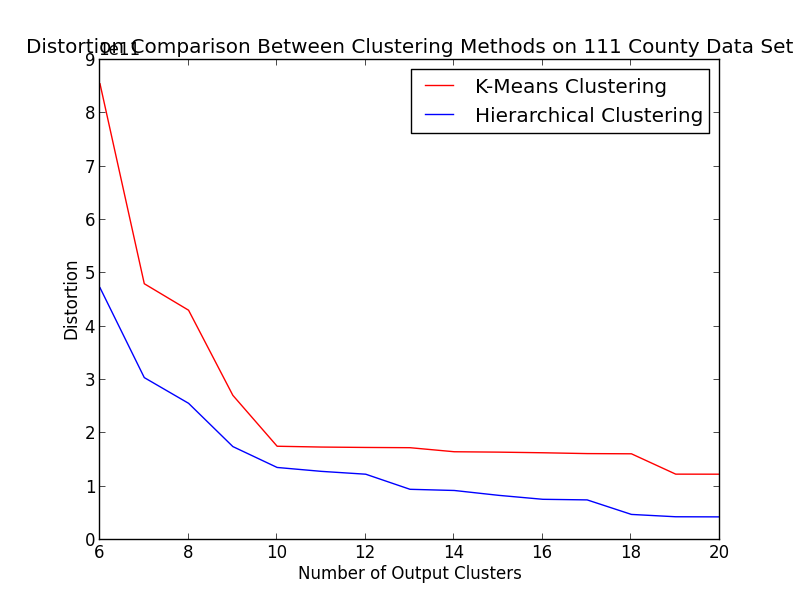 Distortion Comparison Between Clustering Methods on 111 County Data Set
1e11
9
8
7
6
5
4
3
2
1
0
Distortion
K-Means Clustering
Hierarchical Clustering
6 8 10 12 14 16 18 20
Number of Output Clusters